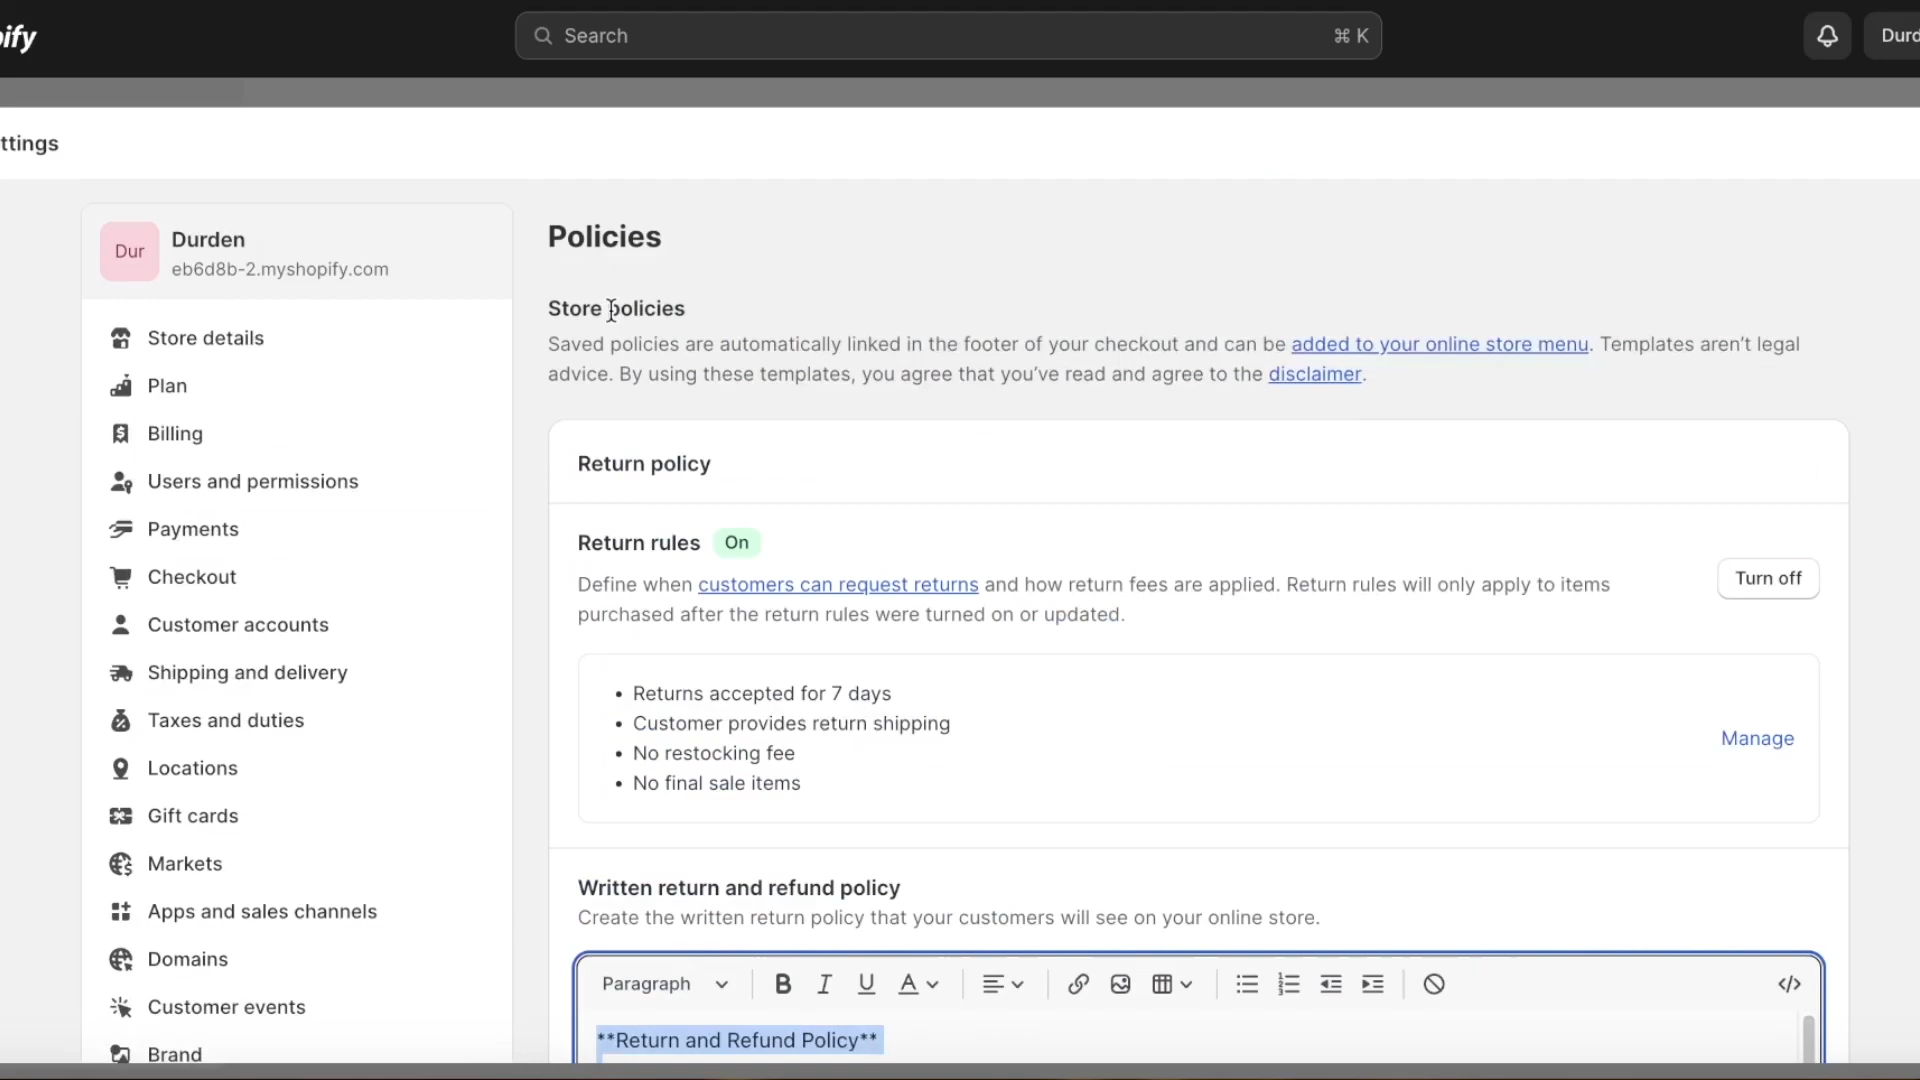 ify
Search
⌘ K
Durd
ttings
Dur
Durden
eb6d8b-2.myshopify.com
Store details
Plan
Billing
Users and permissions
Payments
Checkout
Customer accounts
Shipping and delivery
Taxes and duties
Locations
Gift cards
Markets
Apps and sales channels
Domains
Customer events
Brand
Policies
Store policies
Saved policies are automatically linked in the footer of your checkout and can be added to your online store menu. Templates aren’t legal
advice. By using these templates, you agree that you’ve read and agree to the disclaimer.
Return policy
Return rules On
Define when customers can request returns and how return fees are applied. Return rules will only apply to items
purchased after the return rules were turned on or updated.
Turn off
• Returns accepted for 7 days
• Customer provides return shipping
• No restocking fee
• No final sale items
Manage
Written return and refund policy
Create the written return policy that your customers will see on your online store.
Paragraph B I U A </>
**Return and Refund Policy**